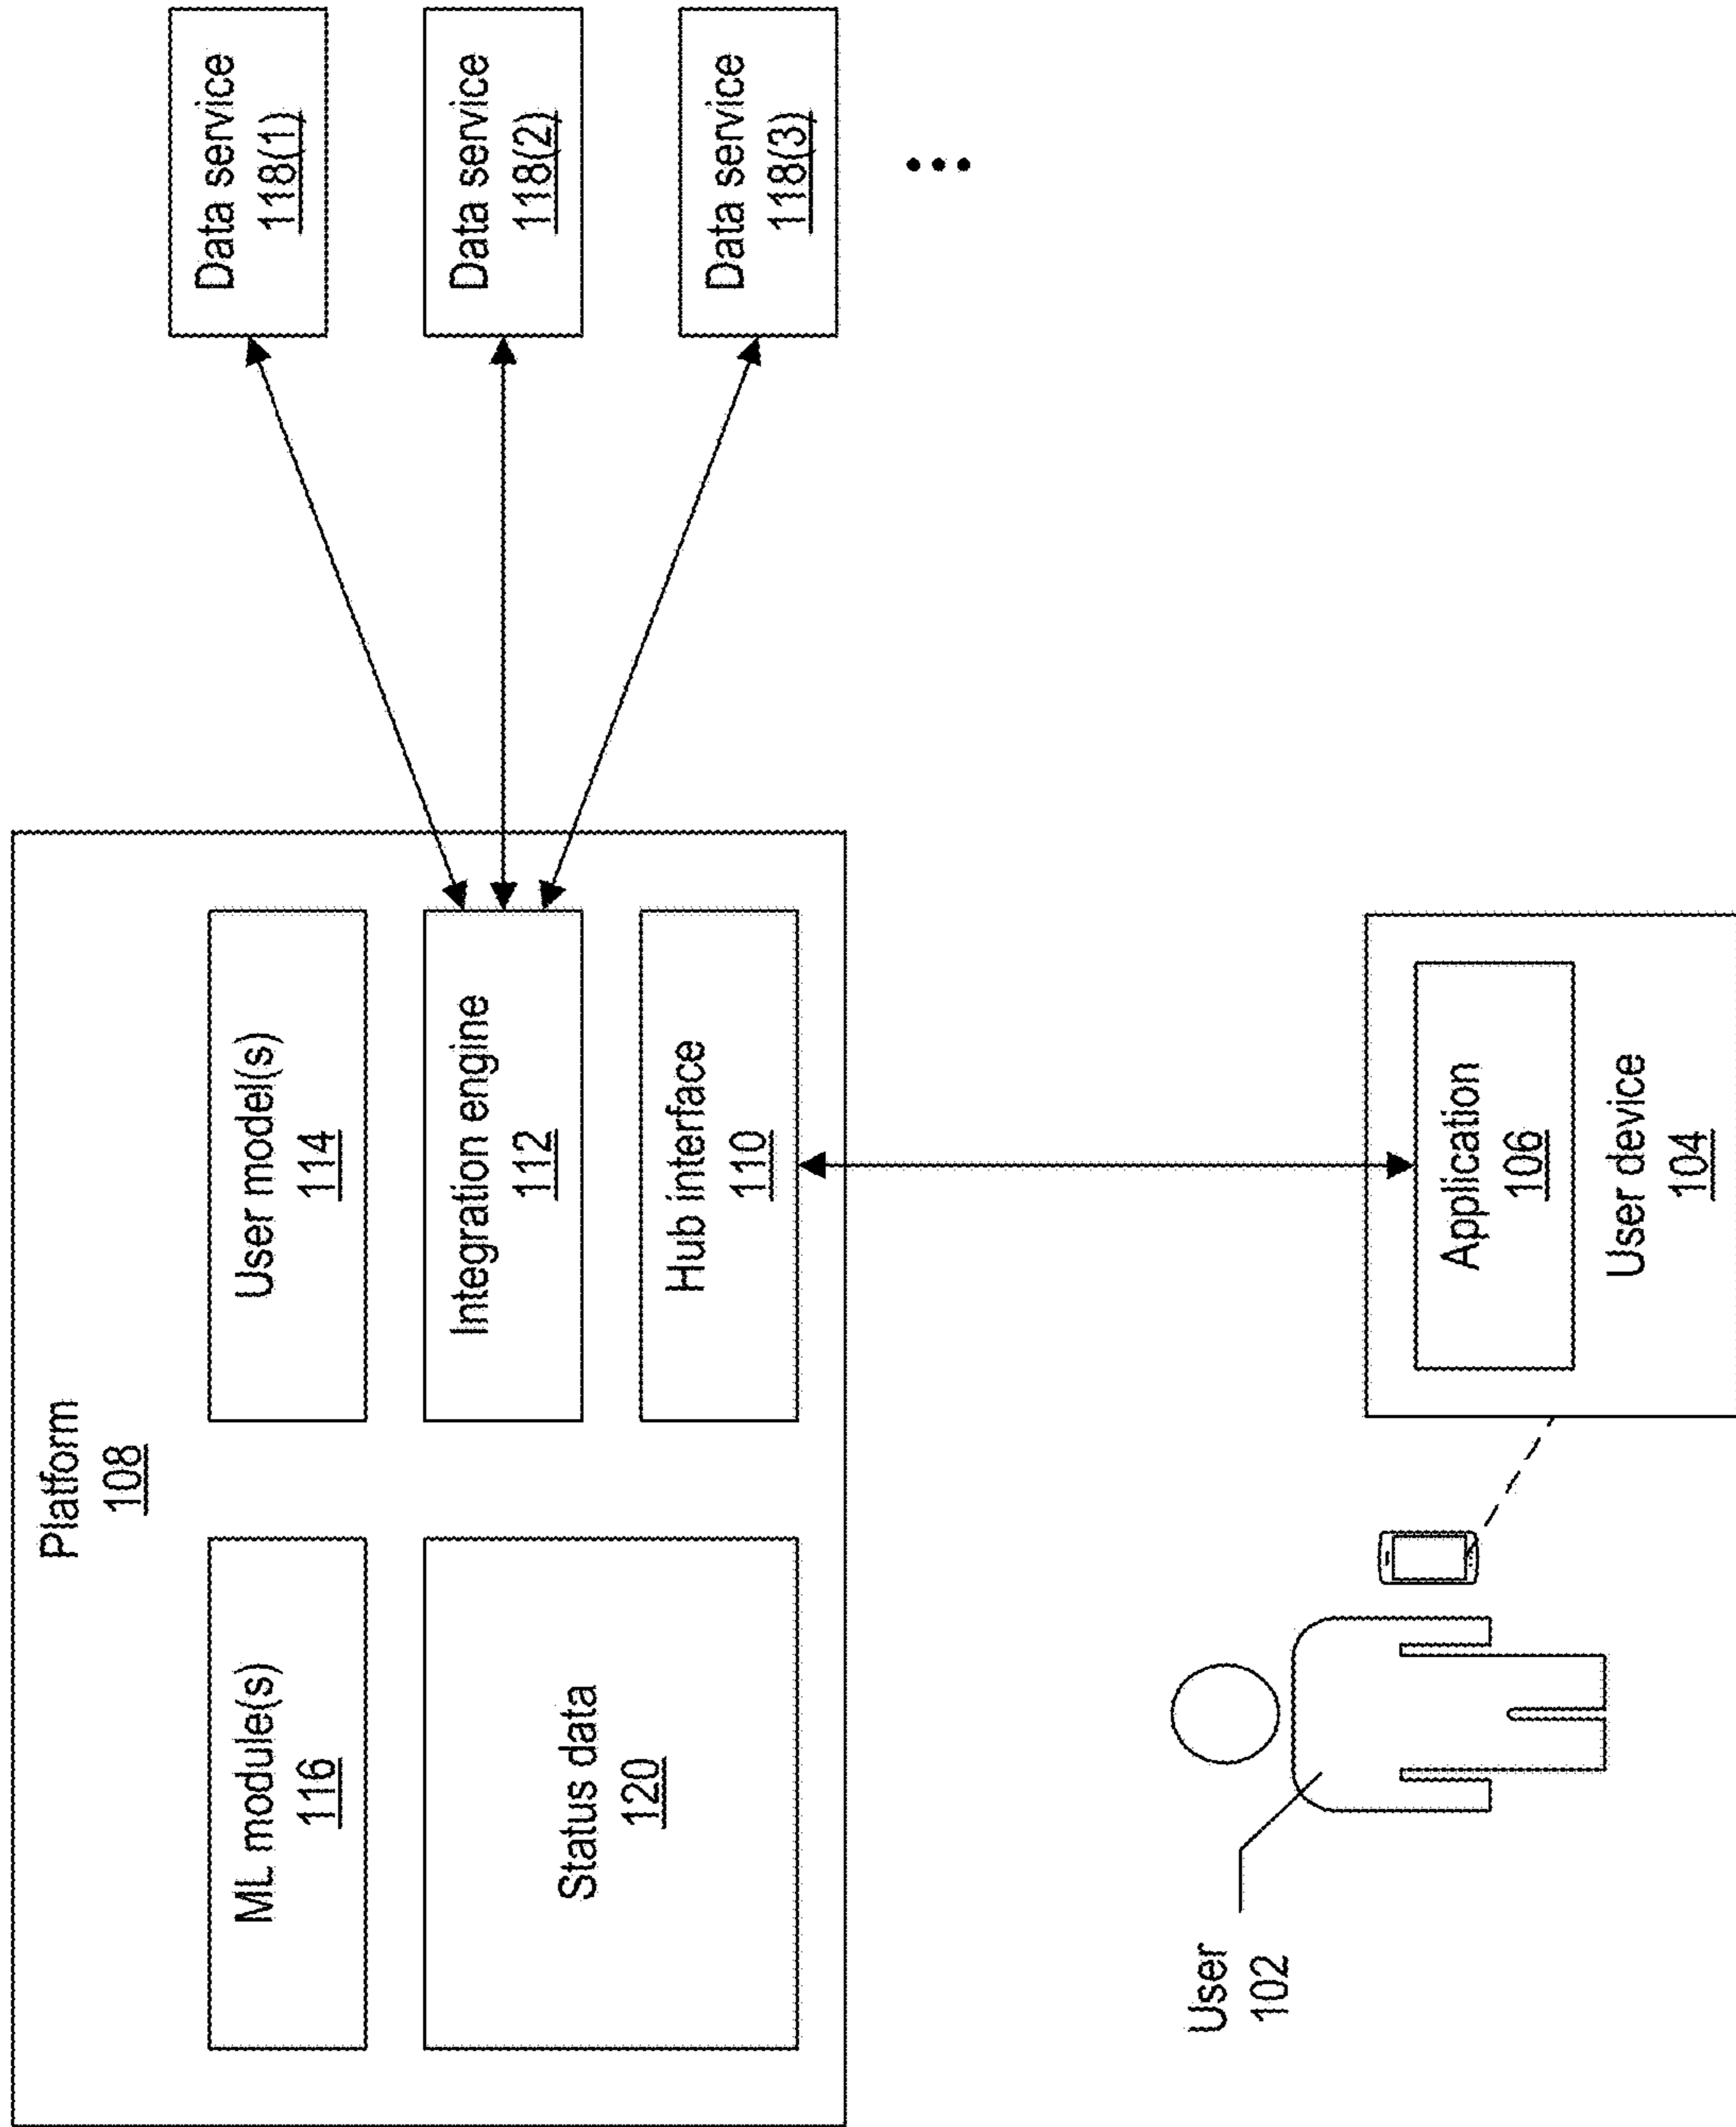 Platform
108
ML module(s)
116
User model(s)
114
Status data
120
Integration engine
112
Hub interface
110
Data service
118(1)
Data service
118(2)
Data service
118(3)
...
User
102
Application
106
User device
104